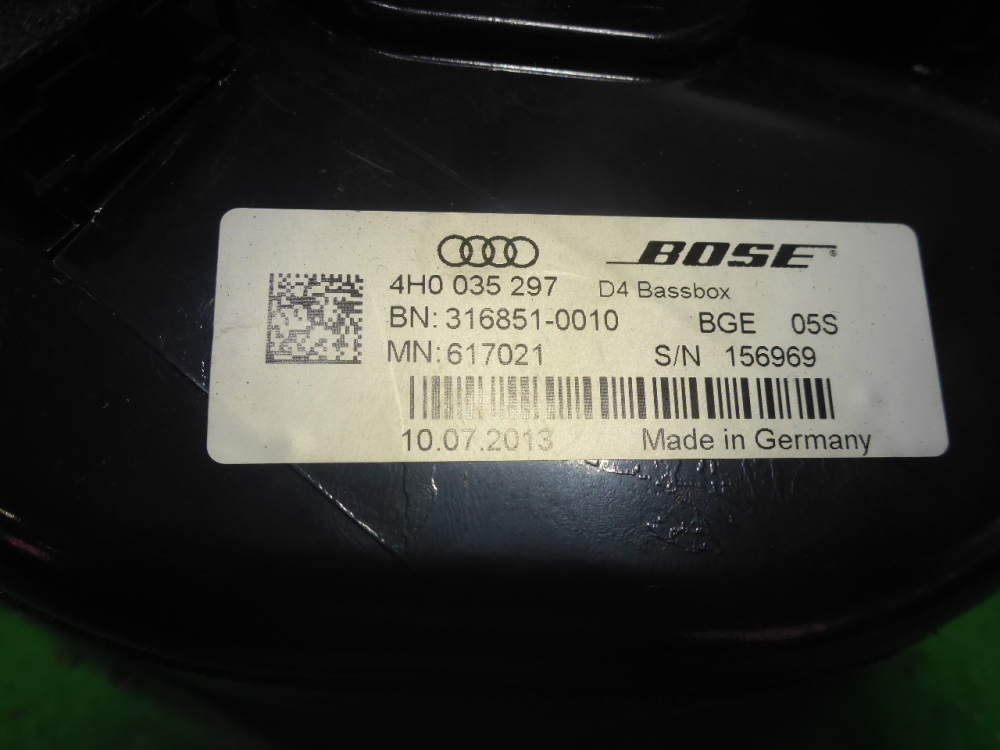 BOSE®
4H0 035 297 D4 Bassbox
BN: 316851-0010 BGE 05S
MN: 617021 S/N 156969
10.07.2013 Made in Germany